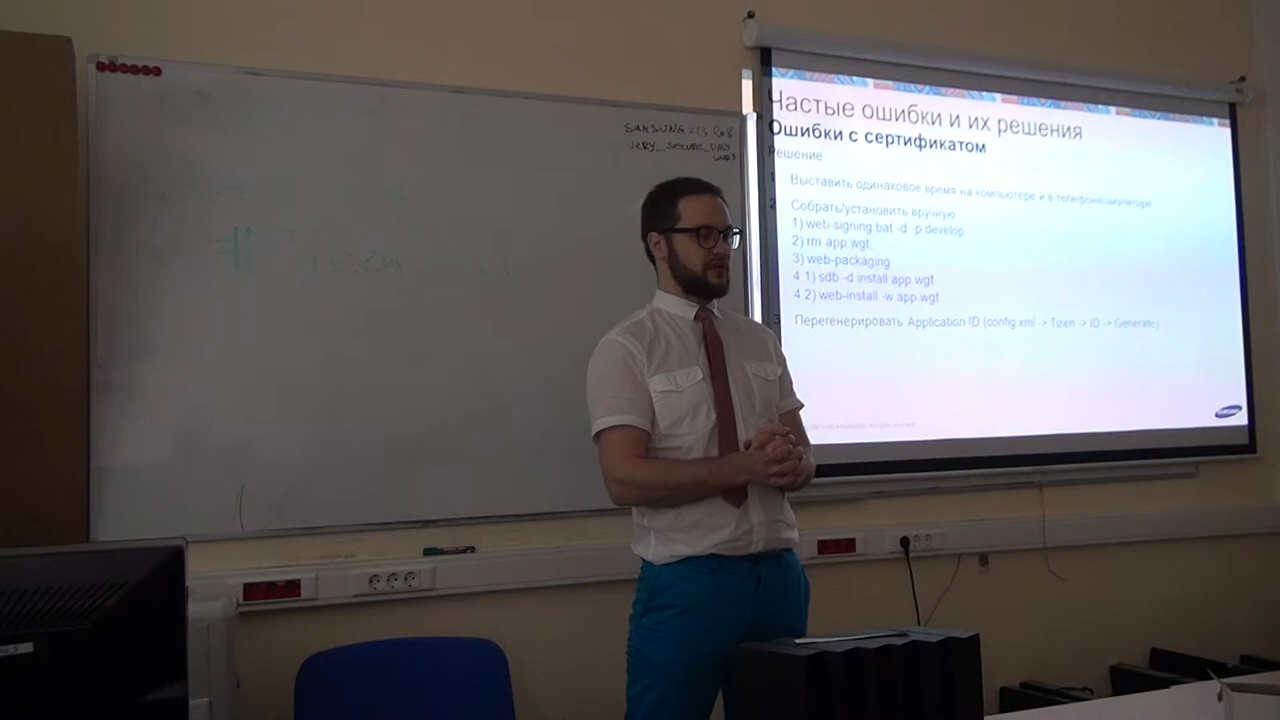 SAMSUNG
VERY_SECURE_PASS
Частые ошибки и их решения
Ошибки с сертификатом
Решение
Выставить одинаковое время на компьютере и в телефоне/эмуляторе
Собрать/установить вручную
1) web-signing bat -d -p develop
2) rm app.wgt
3) web-packaging
4.1) sdb -d install app.wgt
4.2) web-install -w app.wgt
3 Перегенерировать Application ID (config.xml -> Tizen -> ID -> Generate)
SAMSUNG